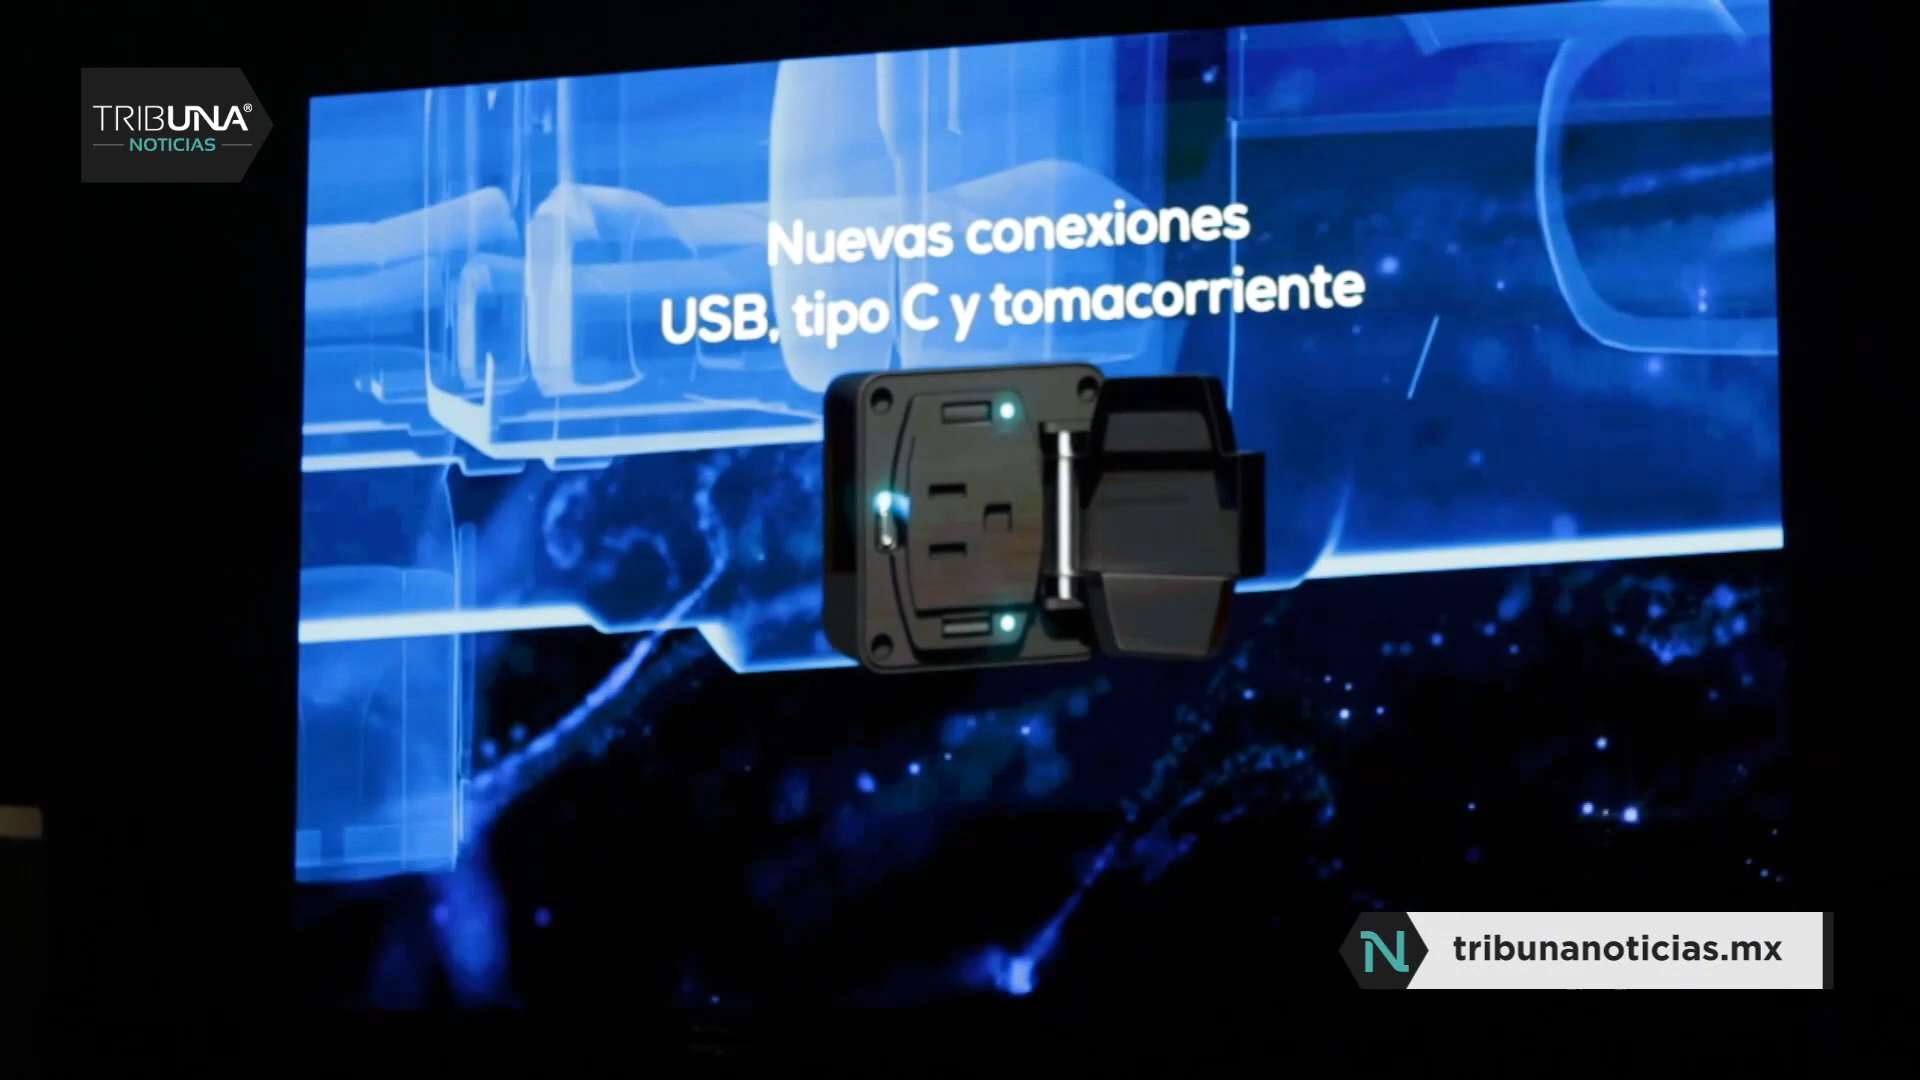 TRIBUNA®
NOTICIAS
Nuevas conexiones
USB, tipo C y tomacorriente
N tribunanoticias.mx